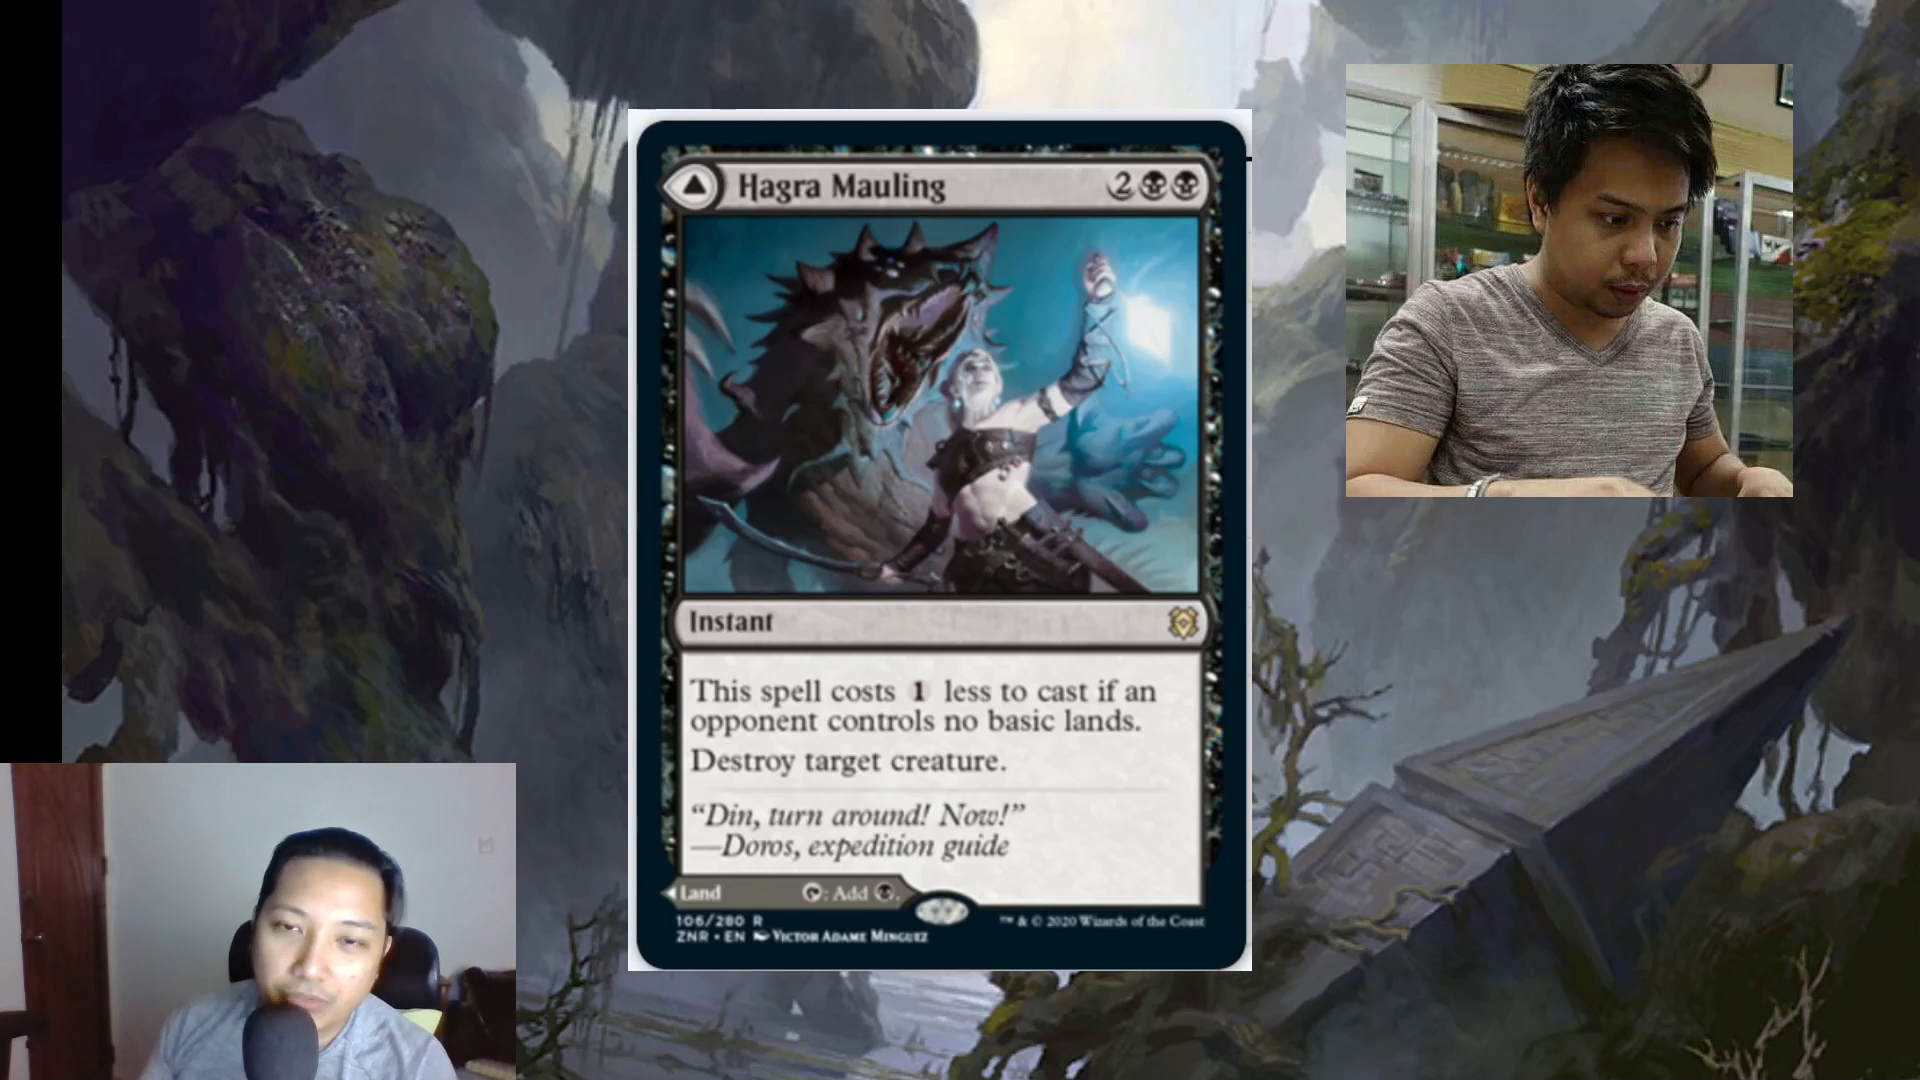 Hagra Mauling 2
Instant
This spell costs 1 less to cast if an
opponent controls no basic lands.
Destroy target creature.
“Din, turn around! Now!”
—Doros, expedition guide
Land : Add .
106/280 R
ZNR • EN Victor Adame Minguez
™ & © 2020 Wizards of the Coast